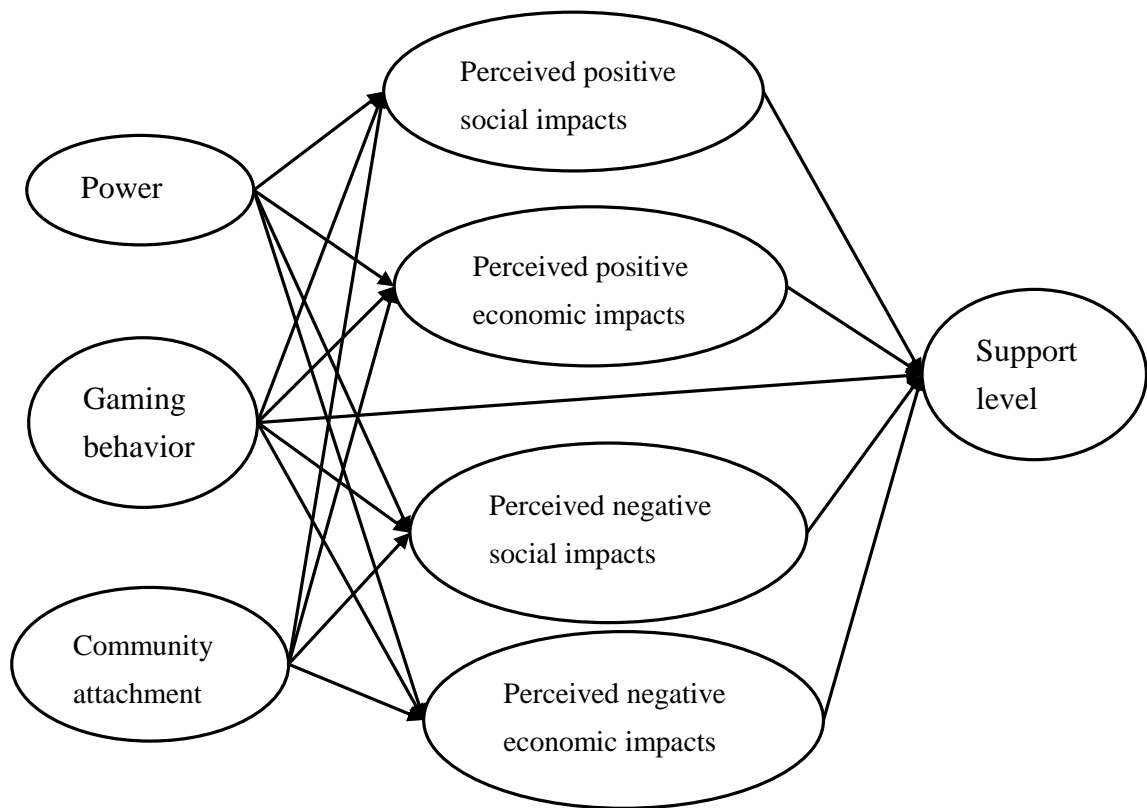 Perceived positive
social impacts
Power
Perceived positive
economic impacts
Support
level
Gaming
behavior
Perceived negative
social impacts
Community
attachment
Perceived negative
economic impacts